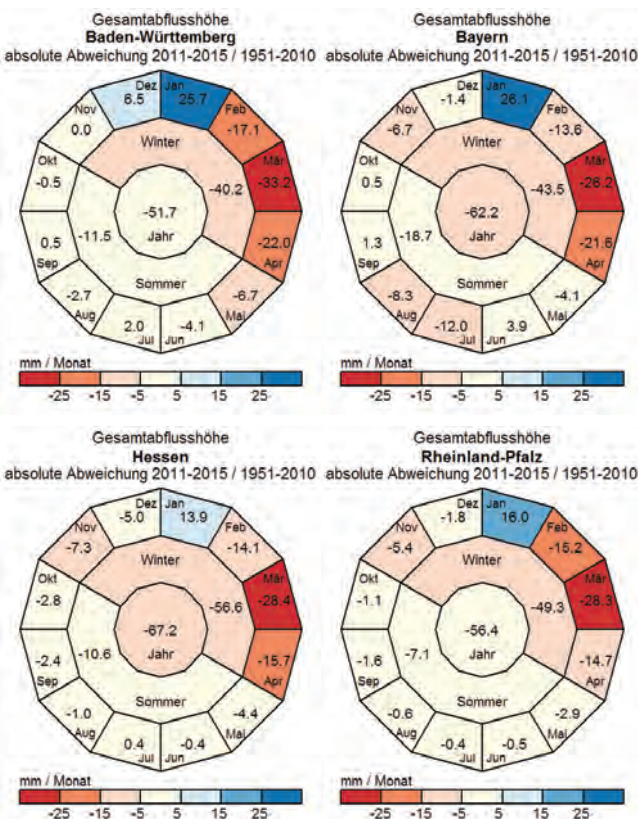 Gesamtabflusshöhe
Baden-Württemberg
absolute Abweichung 2011-2015 / 1951-2010
Dez Jan
6.5 25.7
Nov Feb
0.0 -17.1
Winter
Okt Mär
-0.5 -40.2 -33.2
-51.7
Jahr
0.5 -11.5 -22.0
Sep Apr
Sommer
-2.7 -6.7
Aug Mai
2.0 -4.1
Jul Jun
mm / Monat
-25 -15 -5 5 15 25
Gesamtabflusshöhe
Bayern
absolute Abweichung 2011-2015 / 1951-2010
Dez Jan
-1.4 26.1
Nov Feb
-6.7 -13.6
Winter
Okt Mär
0.5 -43.5 -26.2
-62.2
Jahr
1.3 -18.7 -21.6
Sep Apr
Sommer
-8.3 -4.1
Aug Mai
-12.0 3.9
Jul Jun
mm / Monat
-25 -15 -5 5 15 25
Gesamtabflusshöhe
Hessen
absolute Abweichung 2011-2015 / 1951-2010
Dez Jan
-5.0 13.9
Nov Feb
-7.3 -14.1
Winter
Okt Mär
-2.8 -56.6 -28.4
-67.2
Jahr
-2.4 -10.6 -15.7
Sep Apr
Sommer
-1.0 -4.4
Aug Mai
0.4 -0.4
Jul Jun
mm / Monat
-25 -15 -5 5 15 25
Gesamtabflusshöhe
Rheinland-Pfalz
absolute Abweichung 2011-2015 / 1951-2010
Dez Jan
-1.8 16.0
Nov Feb
-5.4 -15.2
Winter
Okt Mär
-1.1 -49.3 -28.3
-56.4
Jahr
-1.6 -7.1 -14.7
Sep Apr
Sommer
-0.6 -2.9
Aug Mai
-0.4 -0.5
Jul Jun
mm / Monat
-25 -15 -5 5 15 25